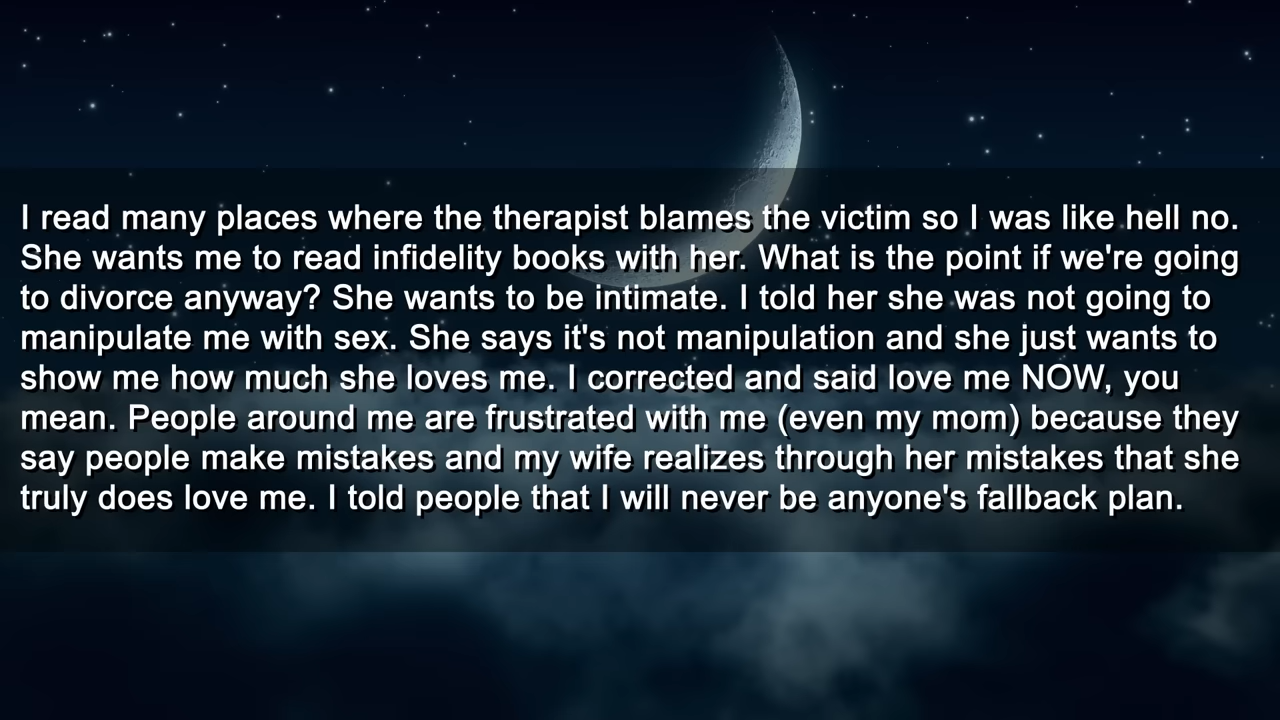 I read many places where the therapist blames the victim so I was like hell no.
She wants me to read infidelity books with her. What is the point if we're going
to divorce anyway? She wants to be intimate. I told her she was not going to
manipulate me with sex. She says it's not manipulation and she just wants to
show me how much she loves me. I corrected and said love me NOW, you
mean. People around me are frustrated with me (even my mom) because they
say people make mistakes and my wife realizes through her mistakes that she
truly does love me. I told people that I will never be anyone's fallback plan.